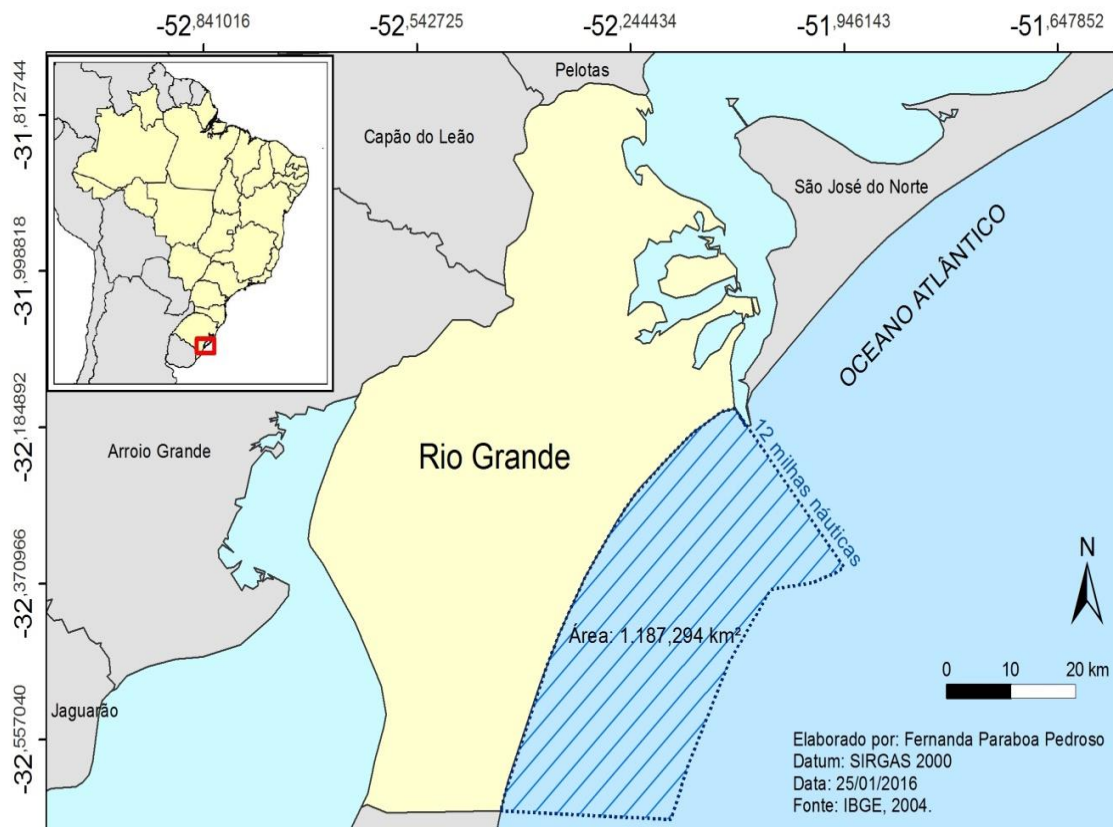 -52,841016
-52,542725
-52,244434
-51,946143
-51,647852
-31,812744
-31,998818
-32,184892
-32,370966
-32,557040
Pelotas
Capão do Leão
São José do Norte
OCEANO ATLÂNTICO
Arroio Grande
Rio Grande
12 milhas náuticas
N
Área: 1.187,294 km²
0 10 20 km
Jaguarão
Elaborado por: Fernanda Paraboa Pedroso
Datum: SIRGAS 2000
Data: 25/01/2016
Fonte: IBGE, 2004.